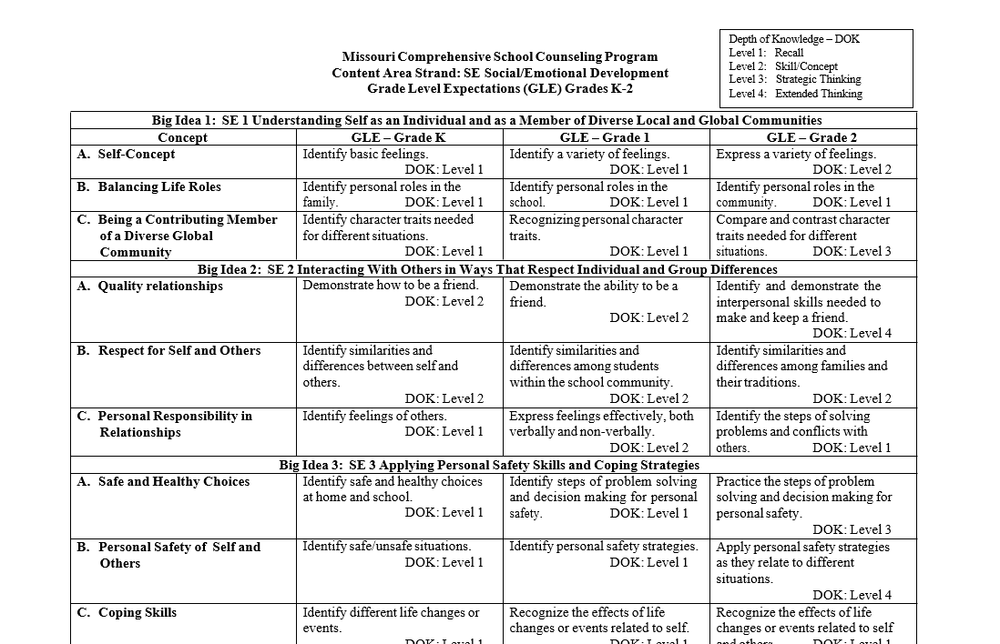 Depth of Knowledge – DOK
Level 1: Recall
Level 2: Skill/Concept
Level 3: Strategic Thinking
Level 4: Extended Thinking
Missouri Comprehensive School Counseling Program
Content Area Strand: SE Social/Emotional Development
Grade Level Expectations (GLE) Grades K-2
Big Idea 1: SE 1 Understanding Self as an Individual and as a Member of Diverse Local and Global Communities
Concept
GLE – Grade K
GLE – Grade 1
GLE – Grade 2
A. Self-Concept
Identify basic feelings.
DOK: Level 1
Identify a variety of feelings.
DOK: Level 1
Express a variety of feelings.
DOK: Level 2
B. Balancing Life Roles
Identify personal roles in the
family. DOK: Level 1
Identify personal roles in the
school. DOK: Level 1
Identify personal roles in the
community. DOK: Level 1
C. Being a Contributing Member
of a Diverse Global
Community
Identify character traits needed
for different situations.
DOK: Level 1
Recognizing personal character
traits.
DOK: Level 1
Compare and contrast character
traits needed for different
situations. DOK: Level 3
Big Idea 2: SE 2 Interacting With Others in Ways That Respect Individual and Group Differences
A. Quality relationships
Demonstrate how to be a friend.
DOK: Level 2
Demonstrate the ability to be a
friend.
DOK: Level 2
Identify and demonstrate the
interpersonal skills needed to
make and keep a friend.
DOK: Level 4
B. Respect for Self and Others
Identify similarities and
differences between self and
others.
DOK: Level 2
Identify similarities and
differences among students
within the school community.
DOK: Level 2
Identify similarities and
differences among families and
their traditions.
DOK: Level 2
C. Personal Responsibility in
Relationships
Identify feelings of others.
DOK: Level 1
Express feelings effectively, both
verbally and non-verbally.
DOK: Level 2
Identify the steps of solving
problems and conflicts with
others. DOK: Level 1
Big Idea 3: SE 3 Applying Personal Safety Skills and Coping Strategies
A. Safe and Healthy Choices
Identify safe and healthy choices
at home and school.
DOK: Level 1
Identify steps of problem solving
and decision making for personal
safety. DOK: Level 1
Practice the steps of problem
solving and decision making for
personal safety.
DOK: Level 3
B. Personal Safety of Self and
Others
Identify safe/unsafe situations.
DOK: Level 1
Identify personal safety strategies.
DOK: Level 1
Apply personal safety strategies
as they relate to different
situations.
DOK: Level 4
C. Coping Skills
Identify different life changes or
events.
DOK: Level 1
Recognize the effects of life
changes or events related to self.
DOK: Level 1
Recognize the effects of life
changes or events related to self
and others. DOK: Level 1